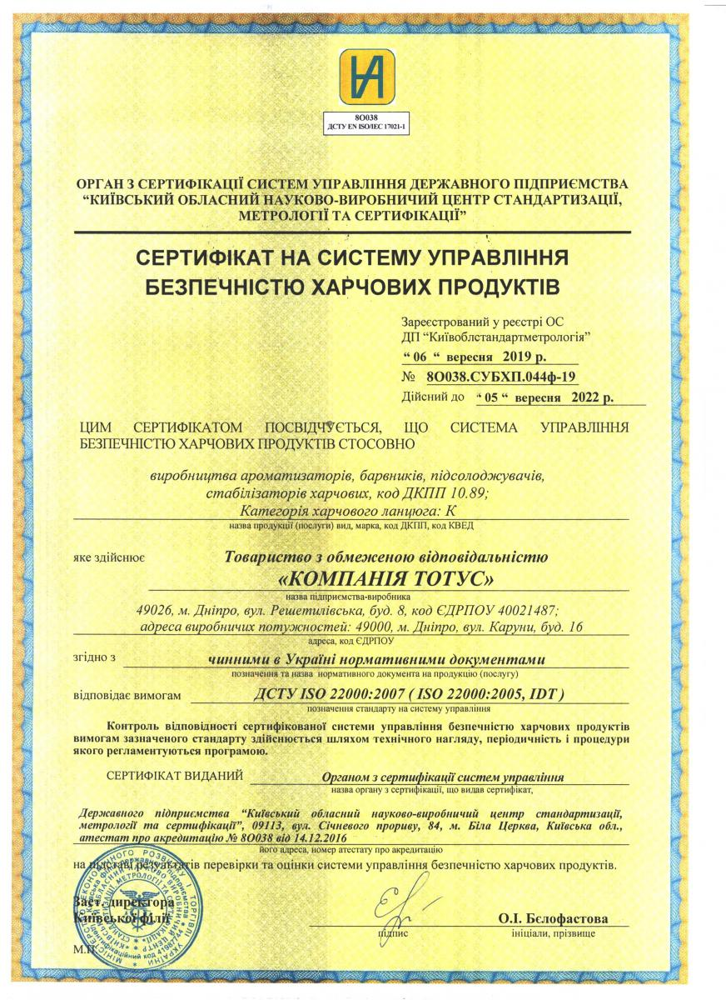 8О038
ДСТУ EN ISO/IEC 17021-1
ОРГАН З СЕРТИФІКАЦІЇ СИСТЕМ УПРАВЛІННЯ ДЕРЖАВНОГО ПІДПРИЄМСТВА
“КИЇВСЬКИЙ ОБЛАСНИЙ НАУКОВО-ВИРОБНИЧИЙ ЦЕНТР СТАНДАРТИЗАЦІЇ,
МЕТРОЛОГІЇ ТА СЕРТИФІКАЦІЇ”
СЕРТИФІКАТ НА СИСТЕМУ УПРАВЛІННЯ
БЕЗПЕЧНІСТЮ ХАРЧОВИХ ПРОДУКТІВ
Зареєстрований у реєстрі ОС
ДП “Київоблстандартметрологія”
“ 06 “ вересня 2019 р.
№ 8О038.СУБХП.044ф-19
Дійсний до “ 05 “ вересня 2022 р.
ЦИМ СЕРТИФІКАТОМ ПОСВІДЧУЄТЬСЯ, ЩО СИСТЕМА УПРАВЛІННЯ
БЕЗПЕЧНІСТЮ ХАРЧОВИХ ПРОДУКТІВ СТОСОВНО
виробництва ароматизаторів, барвників, підсолоджувачів,
стабілізаторів харчових, код ДКПП 10.89;
Категорія харчового ланцюга: К
назва продукції (послуги) вид, марка, код ДКПП, код КВЕД
яке здійснює Товариство з обмеженою відповідальністю
«КОМПАНІЯ ТОТУС»
назва підприємства-виробника
49026, м. Дніпро, вул. Решетилівська, буд. 8, код ЄДРПОУ 40021487;
адреса виробничих потужностей: 49000, м. Дніпро, вул. Каруни, буд. 16
адреса, код ЄДРПОУ
згідно з чинними в Україні нормативними документами
позначення та назва нормативного документа на продукцію (послугу)
відповідає вимогам ДСТУ ISO 22000:2007 ( ISO 22000:2005, IDT )
позначення стандарту на систему управління
Контроль відповідності сертифікованої системи управління безпечністю харчових продуктів
вимогам зазначеного стандарту здійснюється шляхом технічного нагляду, періодичність і процедури
якого регламентуються програмою.
СЕРТИФІКАТ ВИДАНИЙ Органом з сертифікації систем управління
назва органу з сертифікації, що видав сертифікат,
Державного підприємства “Київський обласний науково-виробничий центр стандартизації,
метрології та сертифікації”, 09113, вул. Січневого прориву, 84, м. Біла Церква, Київська обл.,
атестат про акредитацію № 8О038 від 14.12.2016
його адреса, номер атестату про акредитацію
на підставі результатів перевірки та оцінки системи управління безпечністю харчових продуктів.
Заст. директора
Київської філії
О.І. Бєлофастова
підпис ініціали, прізвище
М.П.